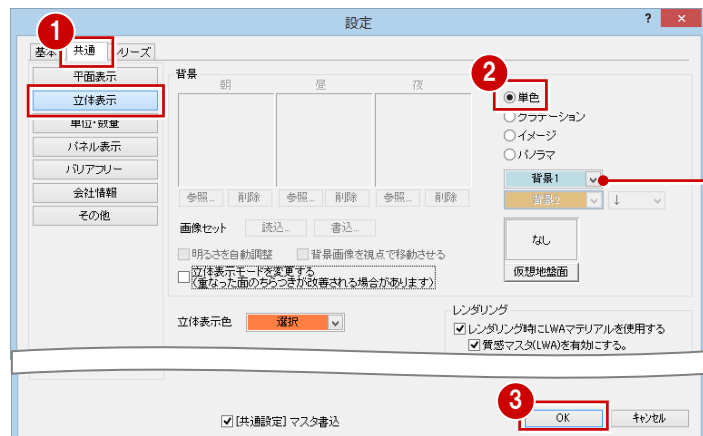 設定
? ×
1
基本 共通 シリーズ
平面表示
立体表示
単位・数量
パネル表示
バリアフリー
会社情報
その他
背景
朝 昼 夜
参照... 削除 参照... 削除 参照... 削除
画像セット 読込... 書込...
明るさを自動調整 背景画像を視点で移動させる
立体表示モードを変更する
(重なった面のちらつきが改善される場合があります)
立体表示色 選択
2
単色
グラデーション
イメージ
パノラマ
背景1
背景2 ↓
なし
仮想地盤面
レンダリング
レンダリング時にLWAマテリアルを使用する
質感マスタ(LWA)を有効にする。
3
[共通設定] マスタ書込
OK キャンセル